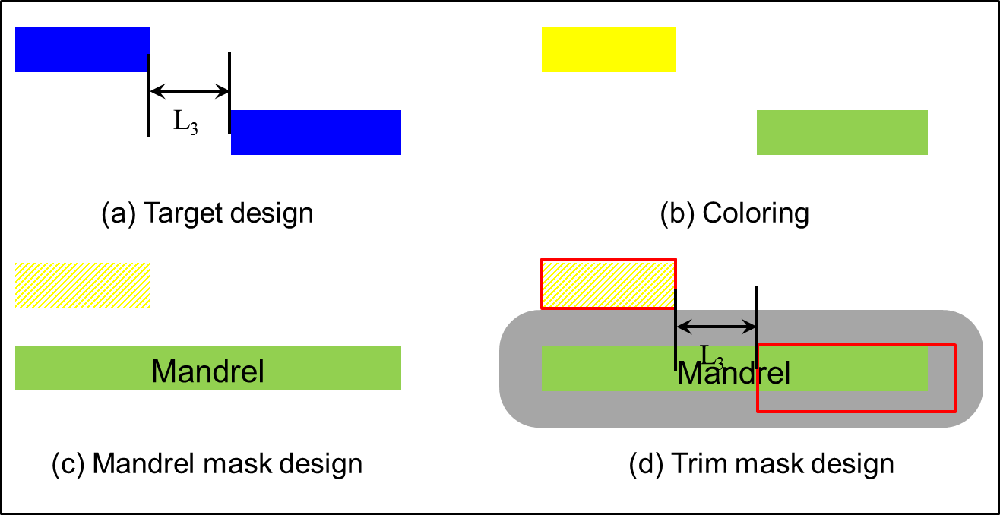 L₃
(a) Target design
(b) Coloring
Mandrel
(c) Mandrel mask design
L₃
Mandrel
(d) Trim mask design